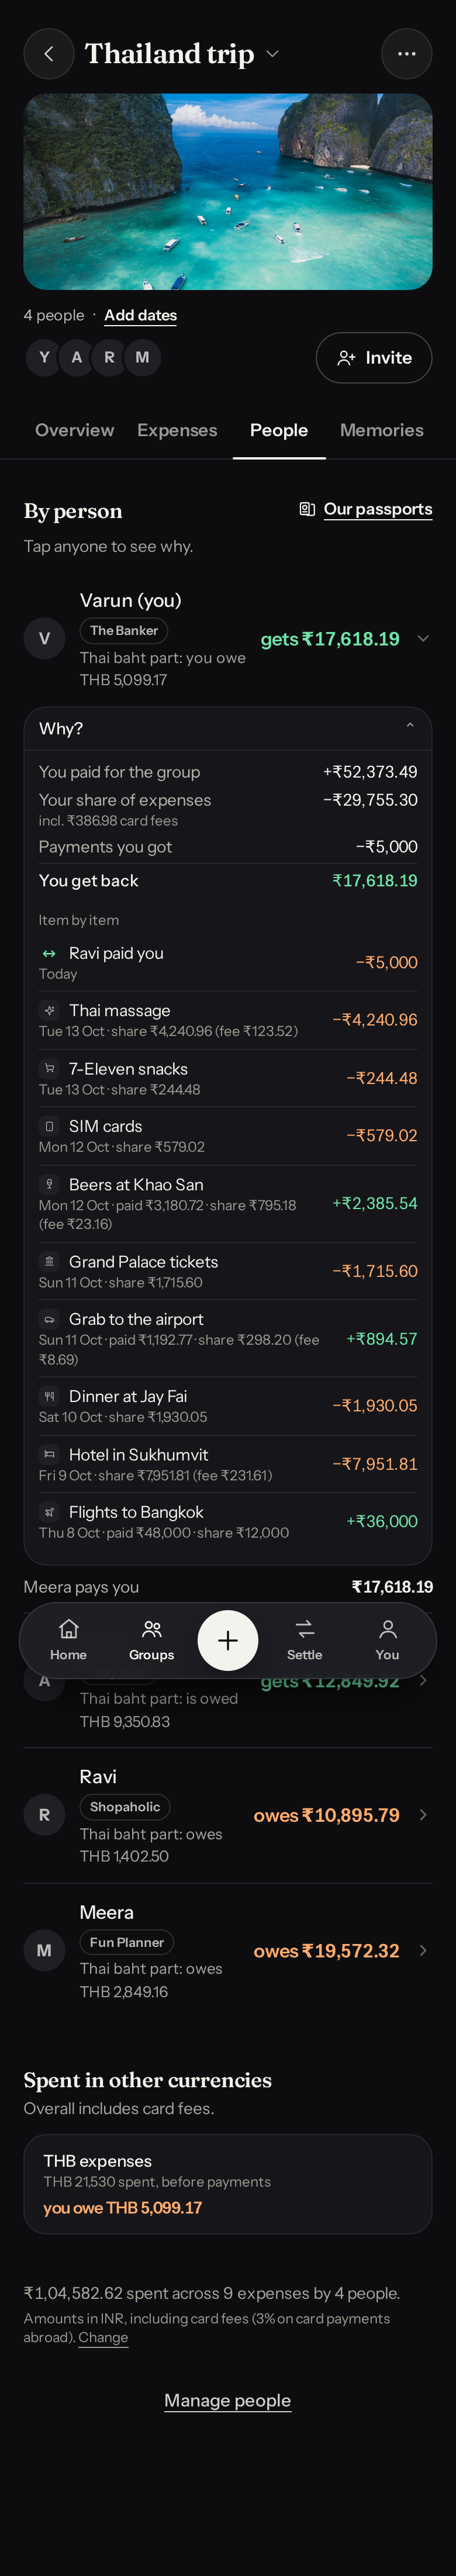 Thailand trip
4 people · Add dates
Y A R M
Invite
Overview Expenses People Memories
By person
Our passports
Tap anyone to see why.
V
Varun (you)
The Banker
Thai baht part: you owe
THB 5,099.17
gets ₹17,618.19
Why?
You paid for the group +₹52,373.49
Your share of expenses −₹29,755.30
incl. ₹386.98 card fees
Payments you got −₹5,000
You get back ₹17,618.19
Item by item
Ravi paid you
Today
−₹5,000
Thai massage
Tue 13 Oct · share ₹4,240.96 (fee ₹123.52)
−₹4,240.96
7-Eleven snacks
Tue 13 Oct · share ₹244.48
−₹244.48
SIM cards
Mon 12 Oct · share ₹579.02
−₹579.02
Beers at Khao San
Mon 12 Oct · paid ₹3,180.72 · share ₹795.18
(fee ₹23.16)
+₹2,385.54
Grand Palace tickets
Sun 11 Oct · share ₹1,715.60
−₹1,715.60
Grab to the airport
Sun 11 Oct · paid ₹1,192.77 · share ₹298.20 (fee
₹8.69)
+₹894.57
Dinner at Jay Fai
Sat 10 Oct · share ₹1,930.05
−₹1,930.05
Hotel in Sukhumvit
Fri 9 Oct · share ₹7,951.81 (fee ₹231.61)
−₹7,951.81
Flights to Bangkok
Thu 8 Oct · paid ₹48,000 · share ₹12,000
+₹36,000
Meera pays you ₹17,618.19
Home Groups Settle You
A
gets ₹12,849.92
Thai baht part: is owed
THB 9,350.83
R
Ravi
Shopaholic
Thai baht part: owes
THB 1,402.50
owes ₹10,895.79
M
Meera
Fun Planner
Thai baht part: owes
THB 2,849.16
owes ₹19,572.32
Spent in other currencies
Overall includes card fees.
THB expenses
THB 21,530 spent, before payments
you owe THB 5,099.17
₹1,04,582.62 spent across 9 expenses by 4 people.
Amounts in INR, including card fees (3% on card payments
abroad). Change
Manage people